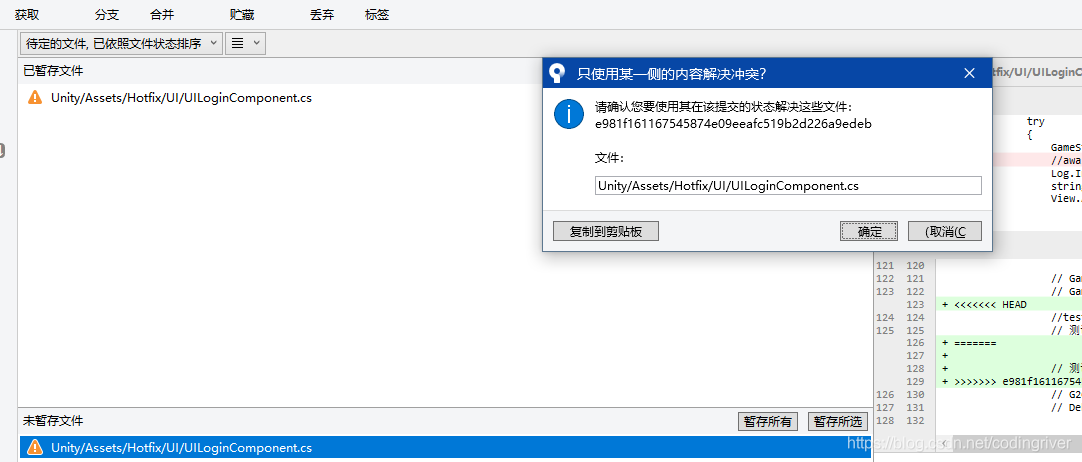 获取 分支 合并 贮藏 丢弃 标签
待定的文件, 已依照文件状态排序
已暂存文件
Unity/Assets/Hotfix/UI/UILoginComponent.cs
只使用某一侧的内容解决冲突?
请确认您要使用其在该提交的状态解决这些文件:
e981f161167545874e09eeafc519b2d226a9edeb
文件:
Unity/Assets/Hotfix/UI/UILoginComponent.cs
复制到剪贴板 确定 (取消(C
fix/UI/UILoginCo
try
{
GameS
//awa
Log.I
strin
View.
121 120
122 121 // Ga
123 122 // Ga
123 + <<<<<<< HEAD
124 124 //tes
125 125 // 测
126 + =======
127 +
128 + // 测
129 + >>>>>>> e981f16116754
126 130 // G2
127 131 // De
128 132
未暂存文件 暂存所有 暂存所选
Unity/Assets/Hotfix/UI/UILoginComponent.cs
https://blog.csdn.net/codingriver